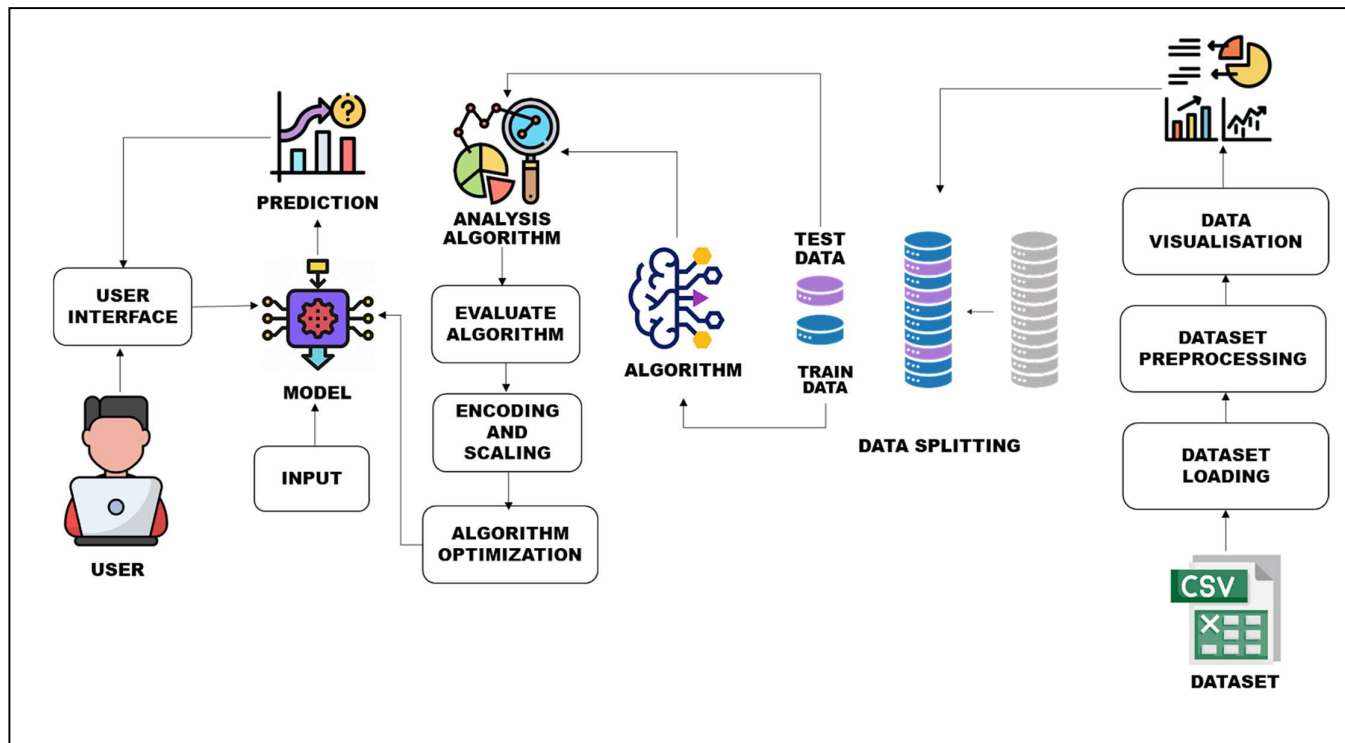 ?
PREDICTION
USER
INTERFACE
USER
MODEL
INPUT
ANALYSIS
ALGORITHM
EVALUATE
ALGORITHM
ENCODING
AND
SCALING
ALGORITHM
OPTIMIZATION
ALGORITHM
TEST
DATA
TRAIN
DATA
DATA SPLITTING
DATA
VISUALISATION
DATASET
PREPROCESSING
DATASET
LOADING
CSV
DATASET